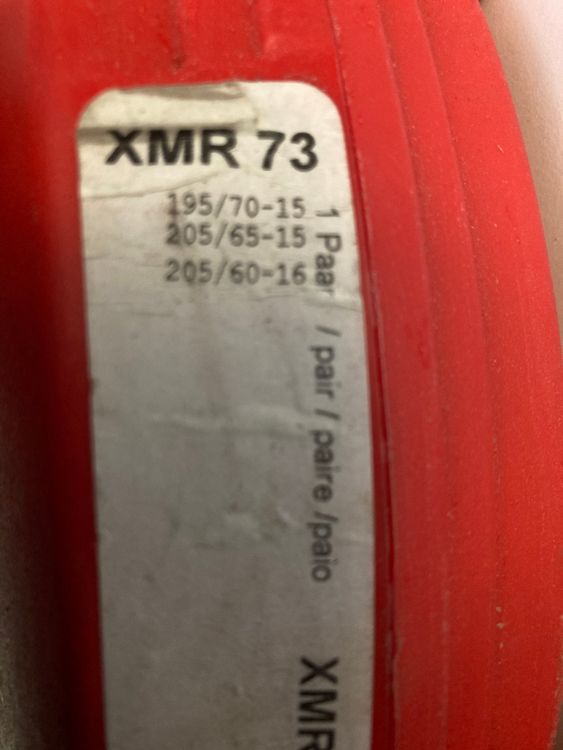 XMR 73
195/70-15
205/65-15
205/60-16
1 Paar / pair / paire /paio
XMR